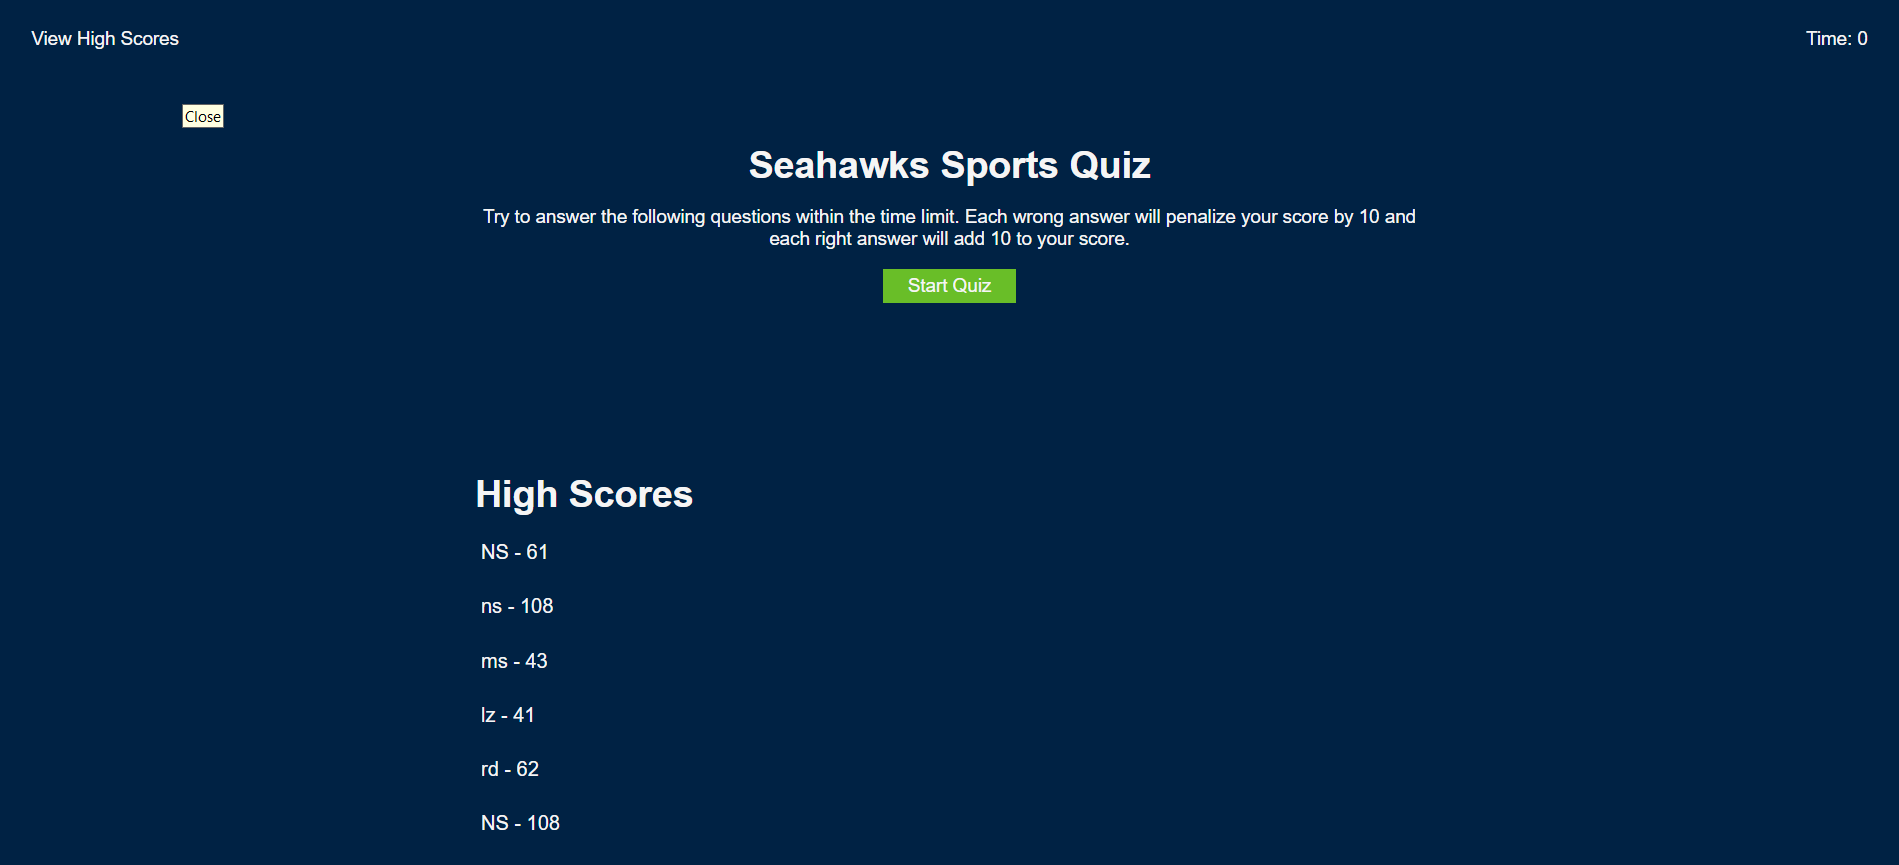 View High Scores
Time: 0
Close
Seahawks Sports Quiz
Try to answer the following questions within the time limit. Each wrong answer will penalize your score by 10 and
each right answer will add 10 to your score.
Start Quiz
High Scores
NS - 61
ns - 108
ms - 43
lz - 41
rd - 62
NS - 108